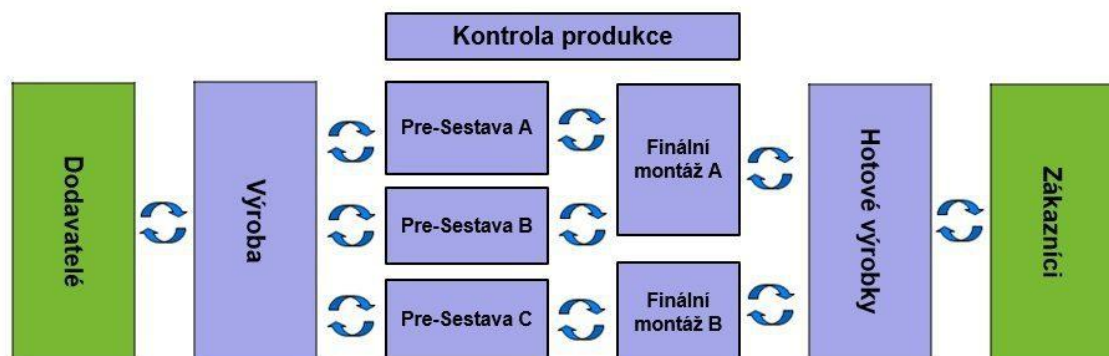 Kontrola produkce
Dodavatelé
Výroba
Pre-Sestava A
Pre-Sestava B
Pre-Sestava C
Finální
montáž A
Finální
montáž B
Hotové výrobky
Zákazníci